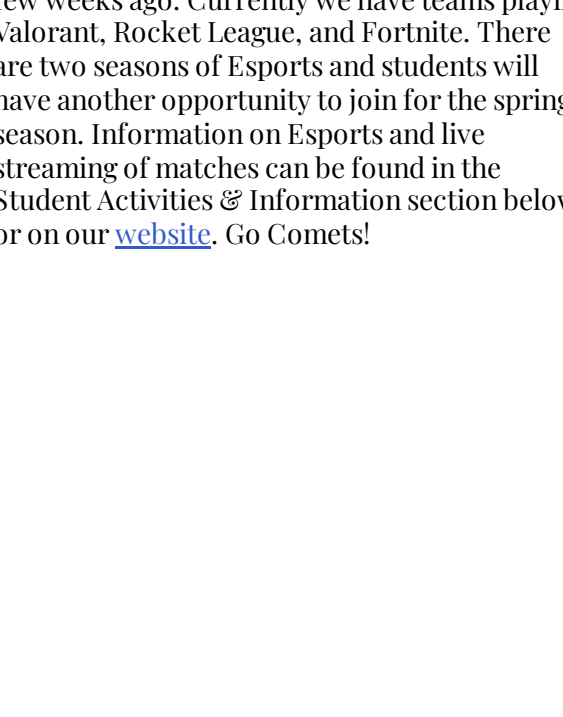 few weeks ago. Currently we have teams
Valorant, Rocket League, and Fortnite. There
are two seasons of Esports and students will
have another opportunity to join for the spring
season. Information on Esports and live
streaming of matches can be found in the
Student Activities & Information section below
or on our website. Go Comets!